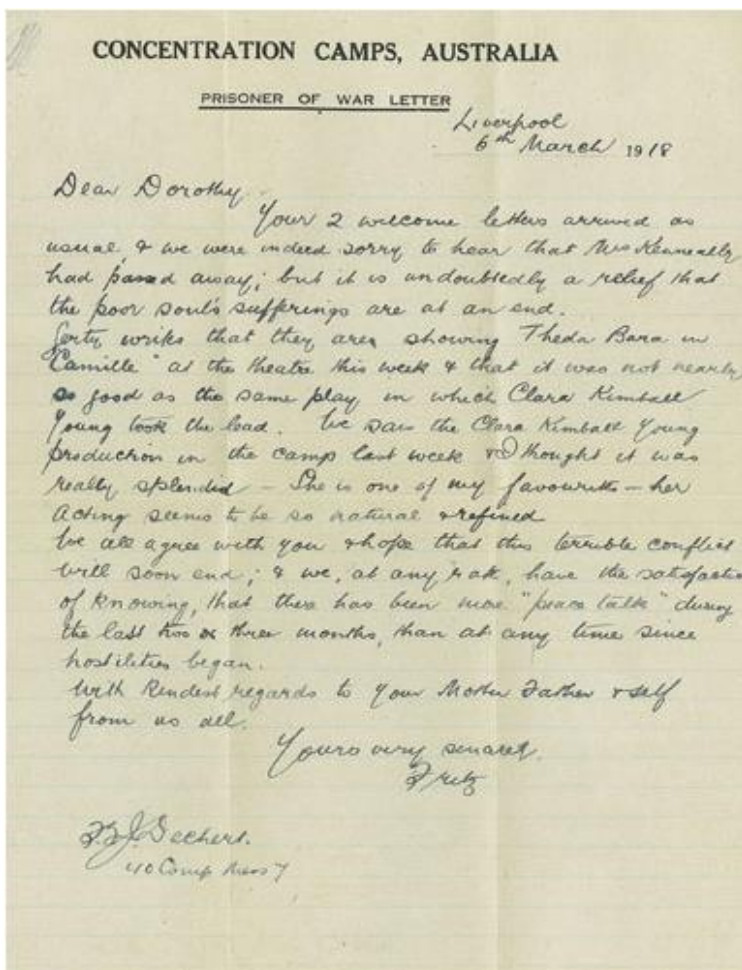 CONCENTRATION CAMPS, AUSTRALIA
PRISONER OF WAR LETTER
Liverpool
6th March 1918
Dear Dorothy
Your 2 welcome letters arrived as
usual, & we were indeed sorry to hear that Mrs Kenneally
had passed away; but it is undoubtedly a relief that
the poor soul's sufferings are at an end.
writes that they are showing Theda Bara in
Camille" at the theatre this week & that it was not nearly
so good as the same play in which Clara Kimball
Young took the lead. We saw the Clara Kimball Young
production in the camp last week & I thought it was
really splendid – She is one of my favourites – her
acting seems to be so natural & refined
We all agree with you & hope that this terrible conflict
will soon end; & we, at any rate, have the satisfaction
of knowing, that there has been more "peace talk" during
the last two or three months, than at any time since
hostilities began.
With kindest regards to your Mother Father & self
from us all.
Yours very
Fritz
Comp Mess 7